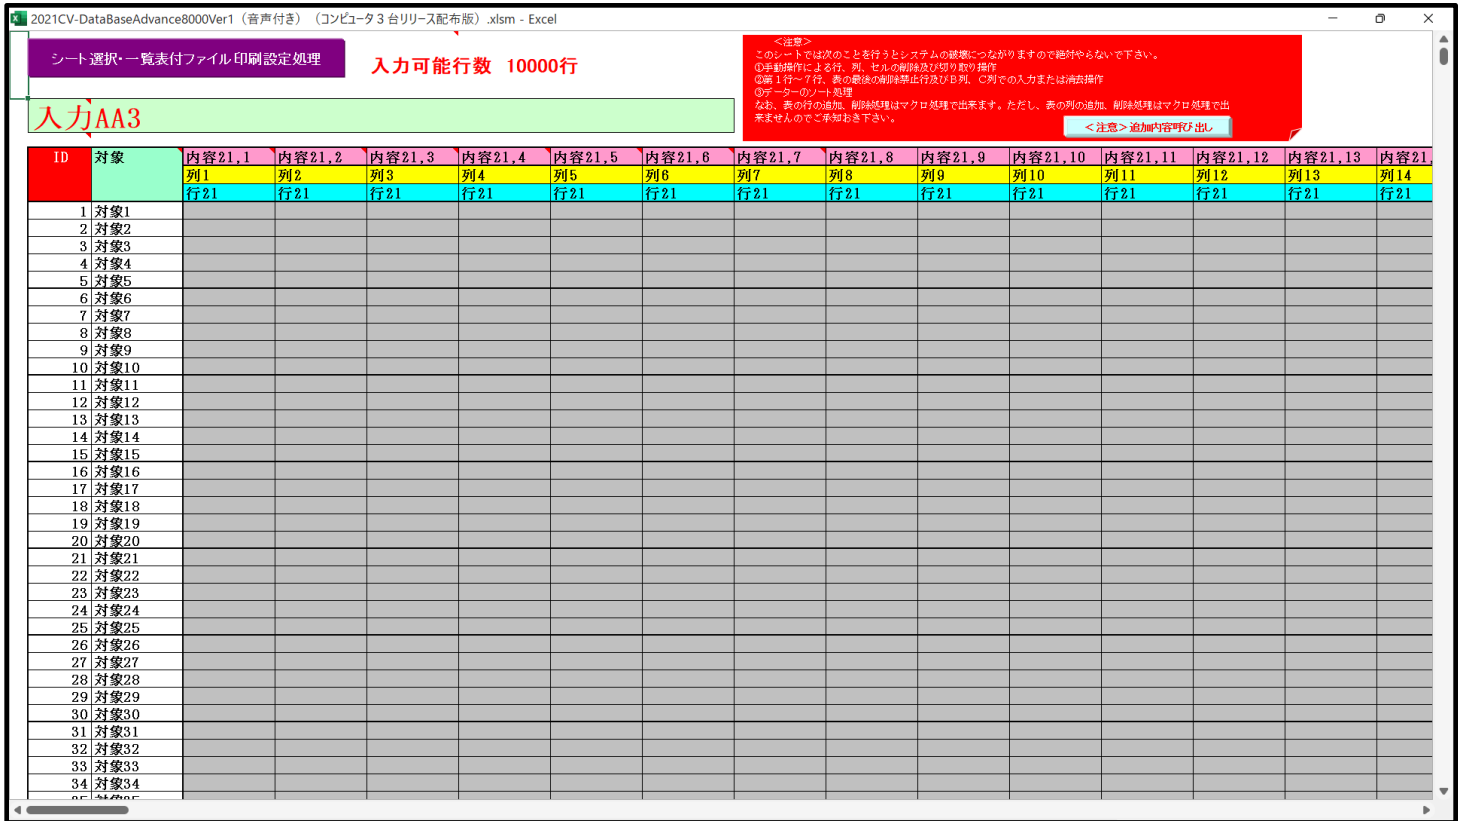 2021CV-DataBaseAdvance8000Ver1（音声付き）（コンピュータ３台リリース配布版）.xlsm - Excel
シート選択・一覧表付ファイル印刷設定処理
入力可能行数 10000行
＜注意＞
このシートでは次のことを行うとシステムの破壊につながりますので絶対やらないで下さい。
①手動操作による行、列、セルの削除及び切り取り操作
②第１行～７行、表の最後の削除禁止行及びＢ列、Ｃ列での入力または消去操作
③データーのソート処理
なお、表の行の追加、削除処理はマクロ処理で出来ます。ただし、表の列の追加、削除処理はマクロ処理で出
来ませんのでご承知おき下さい。
＜注意＞追加内容呼び出し
入力AA3
ID 対象 内容21,1 内容21,2 内容21,3 内容21,4 内容21,5 内容21,6 内容21,7 内容21,8 内容21,9 内容21,10 内容21,11 内容21,12 内容21,13 内容21,
列1 列2 列3 列4 列5 列6 列7 列8 列9 列10 列11 列12 列13 列14
行21 行21 行21 行21 行21 行21 行21 行21 行21 行21 行21 行21 行21 行21
1 対象1
2 対象2
3 対象3
4 対象4
5 対象5
6 対象6
7 対象7
8 対象8
9 対象9
10 対象10
11 対象11
12 対象12
13 対象13
14 対象14
15 対象15
16 対象16
17 対象17
18 対象18
19 対象19
20 対象20
21 対象21
22 対象22
23 対象23
24 対象24
25 対象25
26 対象26
27 対象27
28 対象28
29 対象29
30 対象30
31 対象31
32 対象32
33 対象33
34 対象34